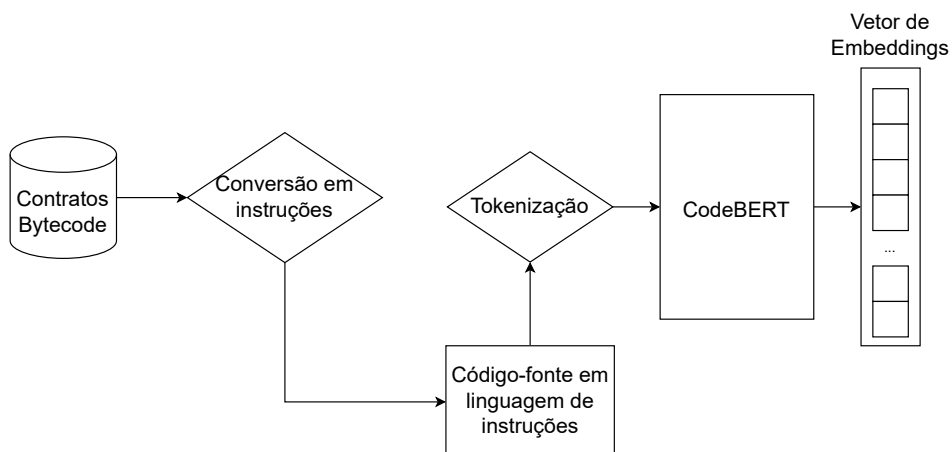 Contratos
Bytecode
Conversão em
instruções
Código-fonte em
linguagem de
instruções
Tokenização
CodeBERT
Vetor de
Embeddings
...